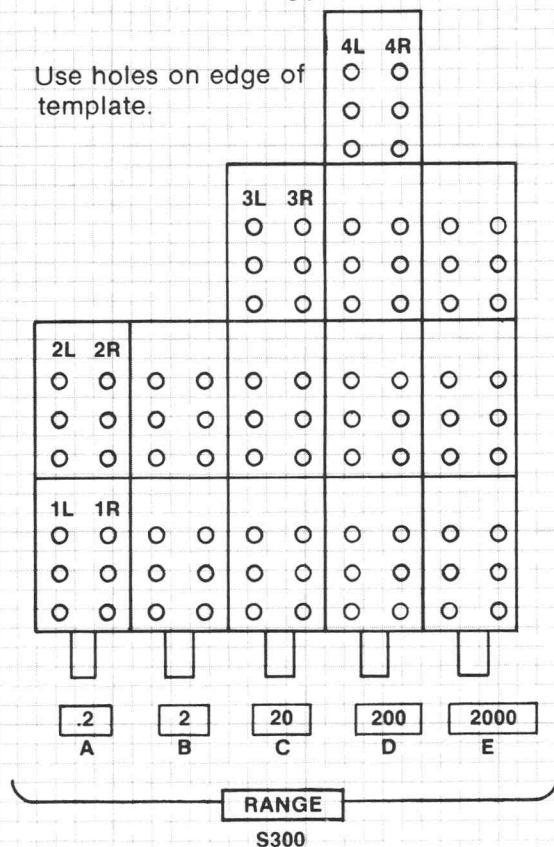 4L 4R
Use holes on edge of
template.
3L 3R
2L 2R
1L 1R
.2 2 20 200 2000
A B C D E
RANGE
S300